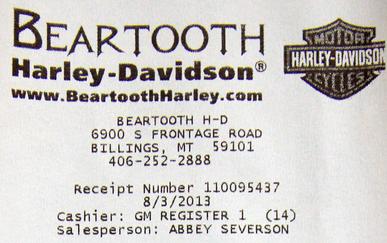 BEARTOOTH
Harley-Davidson®
www.BeartoothHarley.com
MOTOR
HARLEY-DAVIDSON
CYCLES
BEARTOOTH H-D
6900 S FRONTAGE ROAD
BILLINGS, MT 59101
406-252-2888
Receipt Number 110095437
8/3/2013
Cashier: GM REGISTER 1 (14)
Salesperson: ABBEY SEVERSON